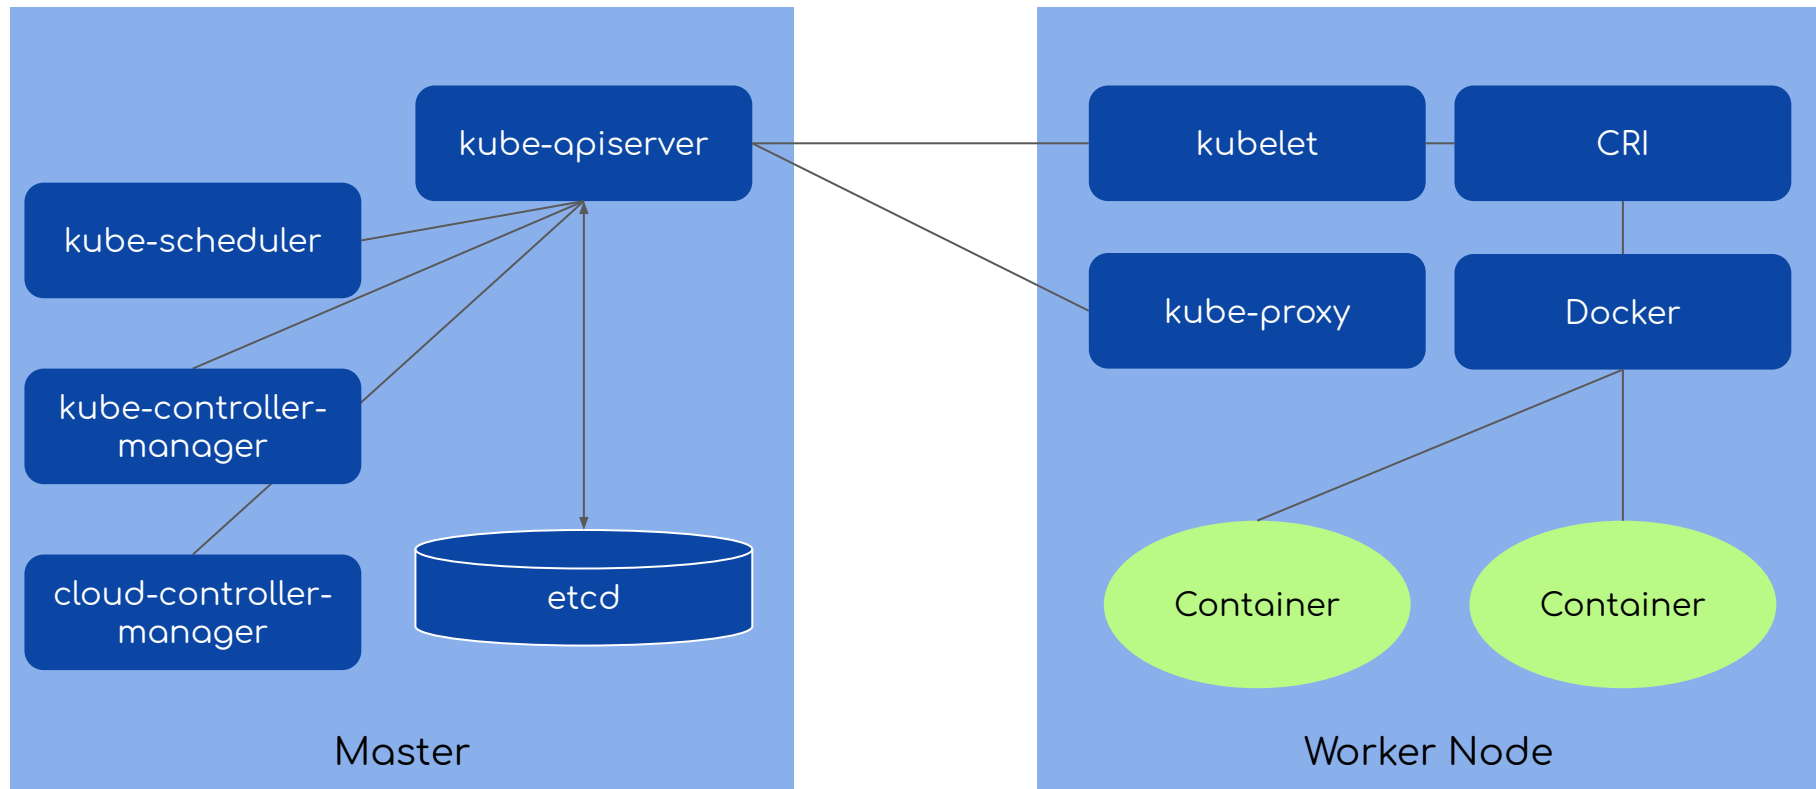 kube-apiserver
kube-scheduler
kube-controller-
manager
cloud-controller-
manager
etcd
Master
kubelet
CRI
kube-proxy
Docker
Container
Container
Worker Node